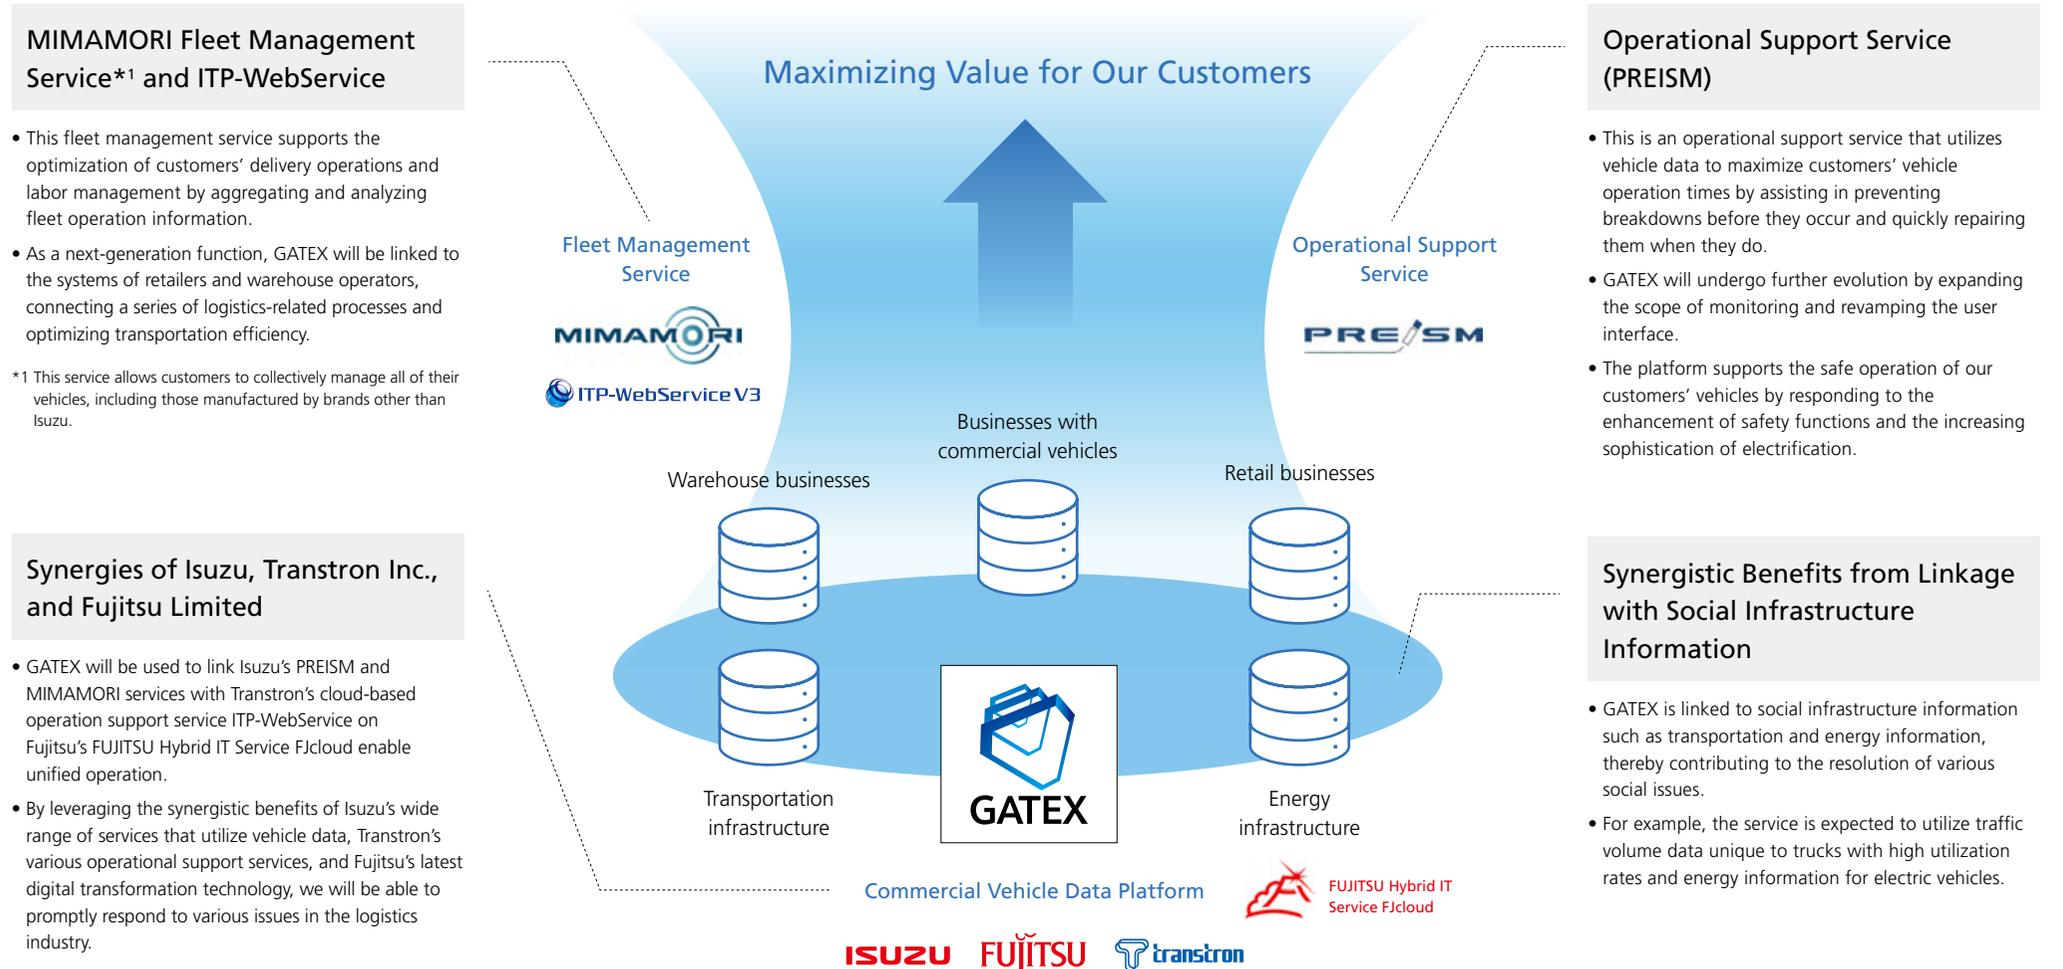 MIMAMORI Fleet Management
Service*1 and ITP-WebService
• This fleet management service supports the
optimization of customers’ delivery operations and
labor management by aggregating and analyzing
fleet operation information.
• As a next-generation function, GATEX will be linked to
the systems of retailers and warehouse operators,
connecting a series of logistics-related processes and
optimizing transportation efficiency.
*1 This service allows customers to collectively manage all of their
vehicles, including those manufactured by brands other than
Isuzu.
Synergies of Isuzu, Transtron Inc.,
and Fujitsu Limited
• GATEX will be used to link Isuzu’s PREISM and
MIMAMORI services with Transtron’s cloud-based
operation support service ITP-WebService on
Fujitsu’s FUJITSU Hybrid IT Service FJcloud enable
unified operation.
• By leveraging the synergistic benefits of Isuzu’s wide
range of services that utilize vehicle data, Transtron’s
various operational support services, and Fujitsu’s latest
digital transformation technology, we will be able to
promptly respond to various issues in the logistics
industry.
Maximizing Value for Our Customers
Fleet Management
Service
MIMAMORI
ITP-WebService V3
Operational Support
Service
PREISM
Businesses with
commercial vehicles
Warehouse businesses
Retail businesses
Transportation
infrastructure
GATEX
Energy
infrastructure
Commercial Vehicle Data Platform
FUJITSU Hybrid IT
Service FJcloud
ISUZU
FUJITSU
transtron
Operational Support Service
(PREISM)
• This is an operational support service that utilizes
vehicle data to maximize customers’ vehicle
operation times by assisting in preventing
breakdowns before they occur and quickly repairing
them when they do.
• GATEX will undergo further evolution by expanding
the scope of monitoring and revamping the user
interface.
• The platform supports the safe operation of our
customers’ vehicles by responding to the
enhancement of safety functions and the increasing
sophistication of electrification.
Synergistic Benefits from Linkage
with Social Infrastructure
Information
• GATEX is linked to social infrastructure information
such as transportation and energy information,
thereby contributing to the resolution of various
social issues.
• For example, the service is expected to utilize traffic
volume data unique to trucks with high utilization
rates and energy information for electric vehicles.